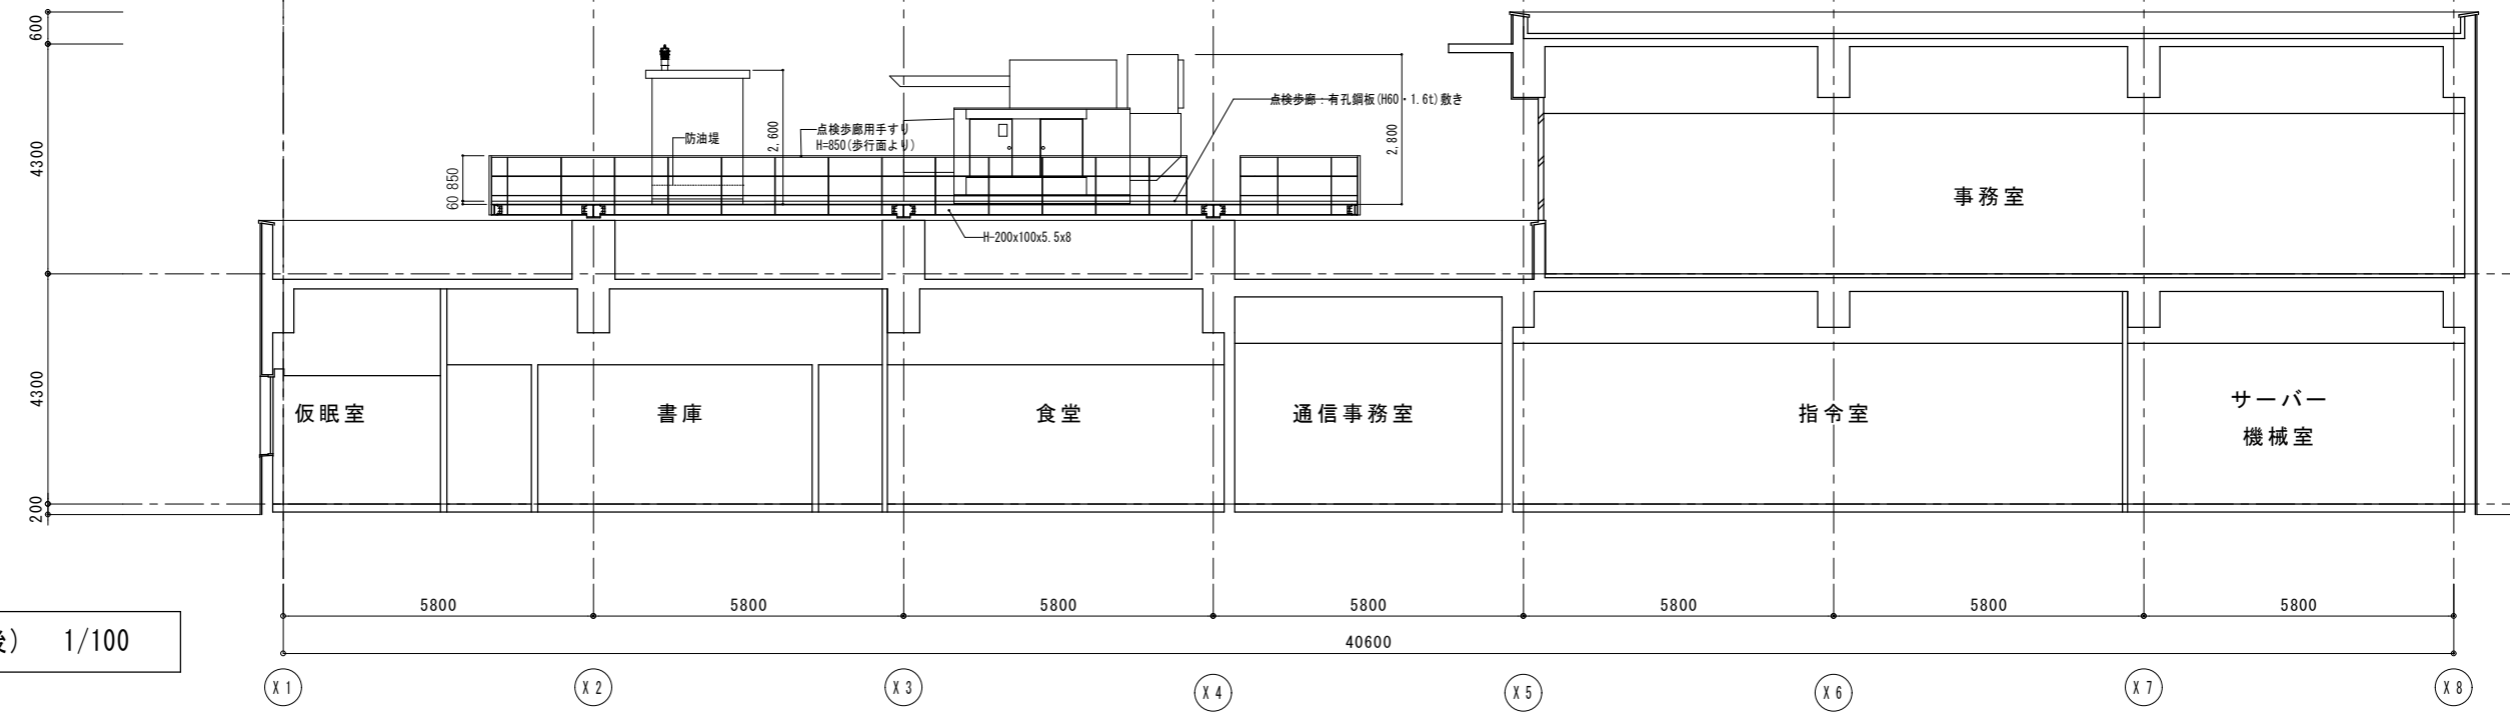 600
4300
4300
200
2,600
防油堤
点検歩廊用手すり
H=850(歩行面より)
850
60
点検歩廊：有孔鋼板(H60・1.6t)敷き
2,800
H-200x100x5.5x8
事務室
仮眠室
書庫
食堂
通信事務室
指令室
サーバー
機械室
5800 5800 5800 5800 5800 5800 5800
40600
後) 1/100
X1 X2 X3 X4 X5 X6 X7 X8